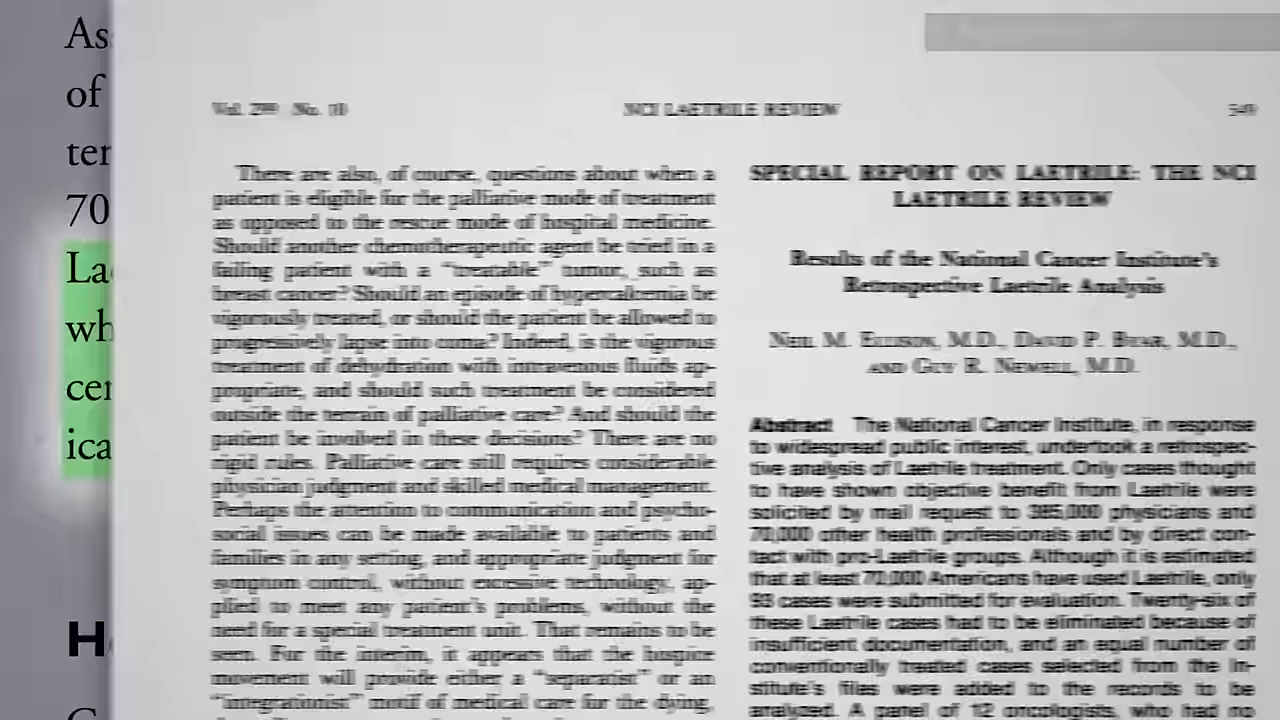 As
of
ter
70
Lae
wh
cer
ica
H
Vol. 299 No. 10
NCI LAETRILE REVIEW
549
There are also, of course, questions about when a
patient is eligible for the palliative mode of treatment
as opposed to the rescue mode of hospital medicine.
Should another chemotherapeutic agent be tried in a
failing patient with a "treatable" tumor, such as
breast cancer? Should an episode of hypercalcemia be
vigorously treated, or should the patient be allowed to
progressively lapse into coma? Indeed, is the vigorous
treatment of dehydration with intravenous fluids ap-
propriate, and should such treatment be considered
outside the terrain of palliative care? And should the
patient be involved in these decisions? There are no
rigid rules. Palliative care still requires considerable
physician judgment and skilled medical management.
Perhaps the attention to communication and psycho-
social issues can be made available to patients and
families in any setting, and appropriate judgment for
symptom control, without excessive technology, ap-
plied to meet any patient's problems, without the
need for a special treatment unit. That remains to be
seen. For the interim, it appears that the hospice
movement will provide either a "separatist" or an
"integrationist" motif of medical care for the dying,
SPECIAL REPORT ON LAETRILE: THE NCI
LAETRILE REVIEW
Results of the National Cancer Institute's
Retrospective Laetrile Analysis
NEIL M. ELLISON, M.D., DAVID P. BYAR, M.D.,
AND GUY R. NEWELL, M.D.
Abstract The National Cancer Institute, in response
to widespread public interest, undertook a retrospec-
tive analysis of Laetrile treatment. Only cases thought
to have shown objective benefit from Laetrile were
solicited by mail request to 385,000 physicians and
70,000 other health professionals and by direct con-
tact with pro-Laetrile groups. Although it is estimated
that at least 70,000 Americans have used Laetrile, only
93 cases were submitted for evaluation. Twenty-six of
these Laetrile cases had to be eliminated because of
insufficient documentation, and an equal number of
conventionally treated cases selected from the In-
stitute's files were added to the records to be
analyzed. A panel of 12 oncologists, who had no